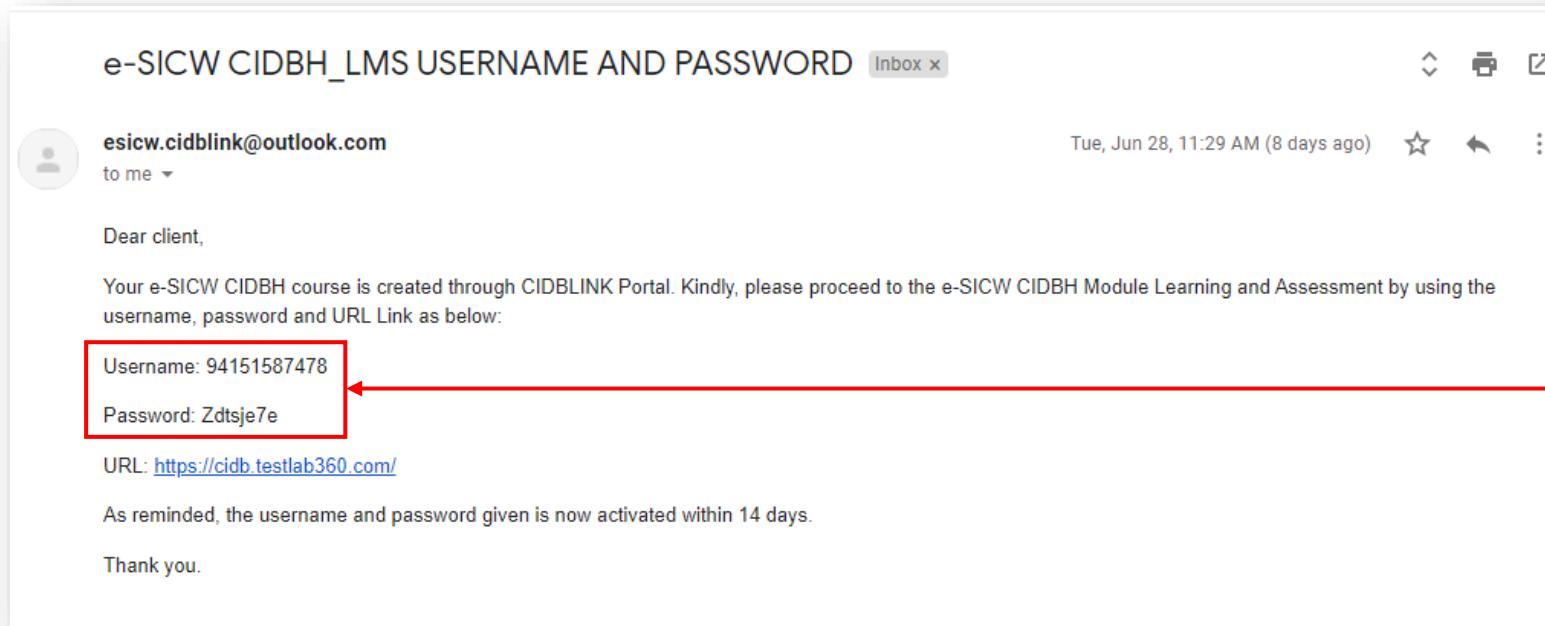 e-SICW CIDBH_LMS USERNAME AND PASSWORD Inbox x
esicw.cidblink@outlook.com Tue, Jun 28, 11:29 AM (8 days ago)
to me
Dear client,
Your e-SICW CIDBH course is created through CIDBLINK Portal. Kindly, please proceed to the e-SICW CIDBH Module Learning and Assessment by using the
username, password and URL Link as below:
Username: 94151587478
Password: Zdtsje7e
URL: https://cidb.testlab360.com/
As reminded, the username and password given is now activated within 14 days.
Thank you.